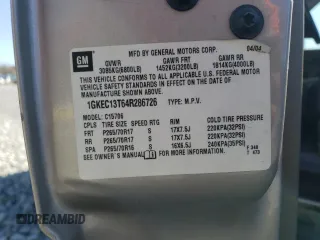 GM
MFD BY GENERAL MOTORS CORP. 04/04
GVWR GAWR FRT GAWR RR
3085KG(6800LB) 1452KG(3200LB) 1814KG(4000LB)
THIS VEHICLE CONFORMS TO ALL APPLICABLE U.S. FEDERAL MOTOR
VEHICLE SAFETY STANDARDS IN EFFECT ON THE DATE OF
MANUFACTURE SHOWN ABOVE.
1GKEC13T64R286726 TYPE: M.P.V.
MODEL: C15706
CPLS TIRE SIZE SPEED RTG RIM COLD TIRE PRESSURE
FRT P265/70R17 S 17X7.5J 220KPA(32PSI)
RR P265/70R17 S 17X7.5J 220KPA(32PSI)
SPA P265/70R16 S 16X6.5J 240KPA(35PSI)
SEE OWNER'S MANUAL FOR MORE INFORMATION.
AUTOBIDMASTER